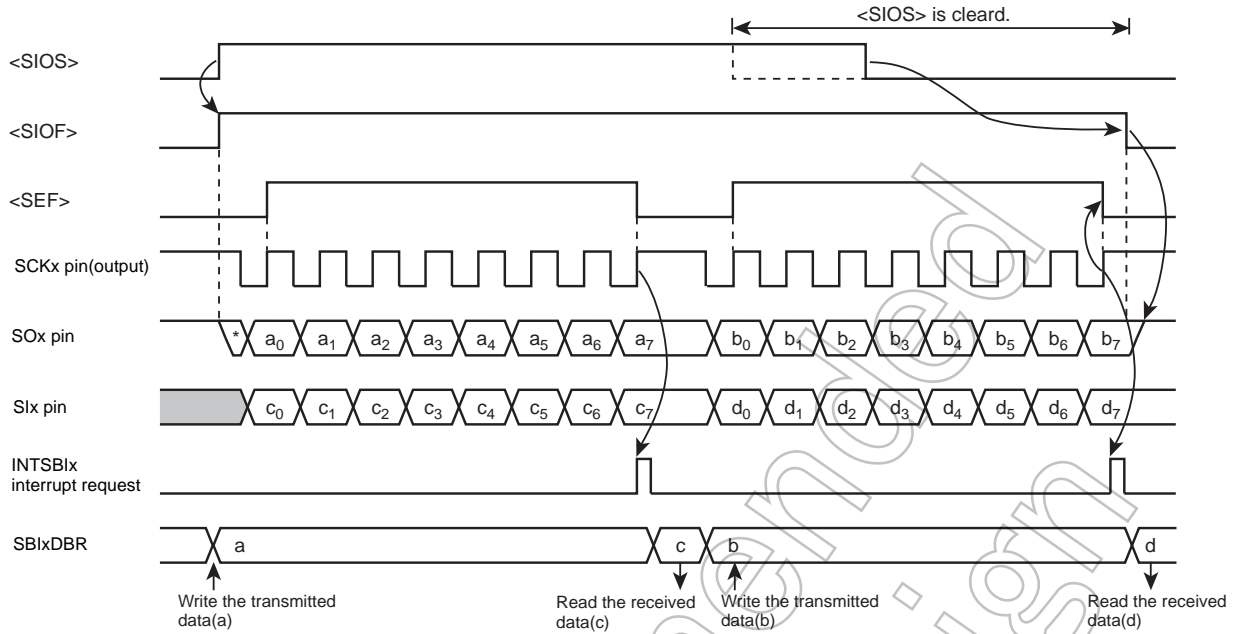 <SIOS> is cleard.
<SIOS>
<SIOF>
<SEF>
SCKx pin(output)
SOx pin
* a0 a1 a2 a3 a4 a5 a6 a7 b0 b1 b2 b3 b4 b5 b6 b7
SIx pin
c0 c1 c2 c3 c4 c5 c6 c7 d0 d1 d2 d3 d4 d5 d6 d7
INTSBIx
interrupt request
SBIxDBR
a c b d
Write the transmitted
data(a)
Read the received
data(c)
Write the transmitted
data(b)
Read the received
data(d)